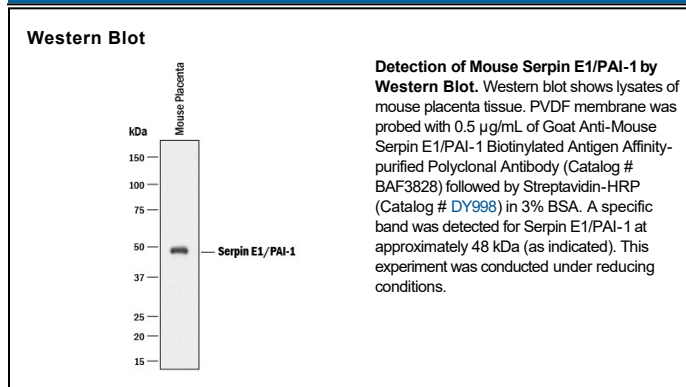 Western Blot
Mouse Placenta
kDa
150
100
75
50
37
25
20
15
Serpin E1/PAI-1
Detection of Mouse Serpin E1/PAI-1 by
Western Blot. Western blot shows lysates of
mouse placenta tissue. PVDF membrane was
probed with 0.5 µg/mL of Goat Anti-Mouse
Serpin E1/PAI-1 Biotinylated Antigen Affinity-
purified Polyclonal Antibody (Catalog #
BAF3828) followed by Streptavidin-HRP
(Catalog # DY998) in 3% BSA. A specific
band was detected for Serpin E1/PAI-1 at
approximately 48 kDa (as indicated). This
experiment was conducted under reducing
conditions.